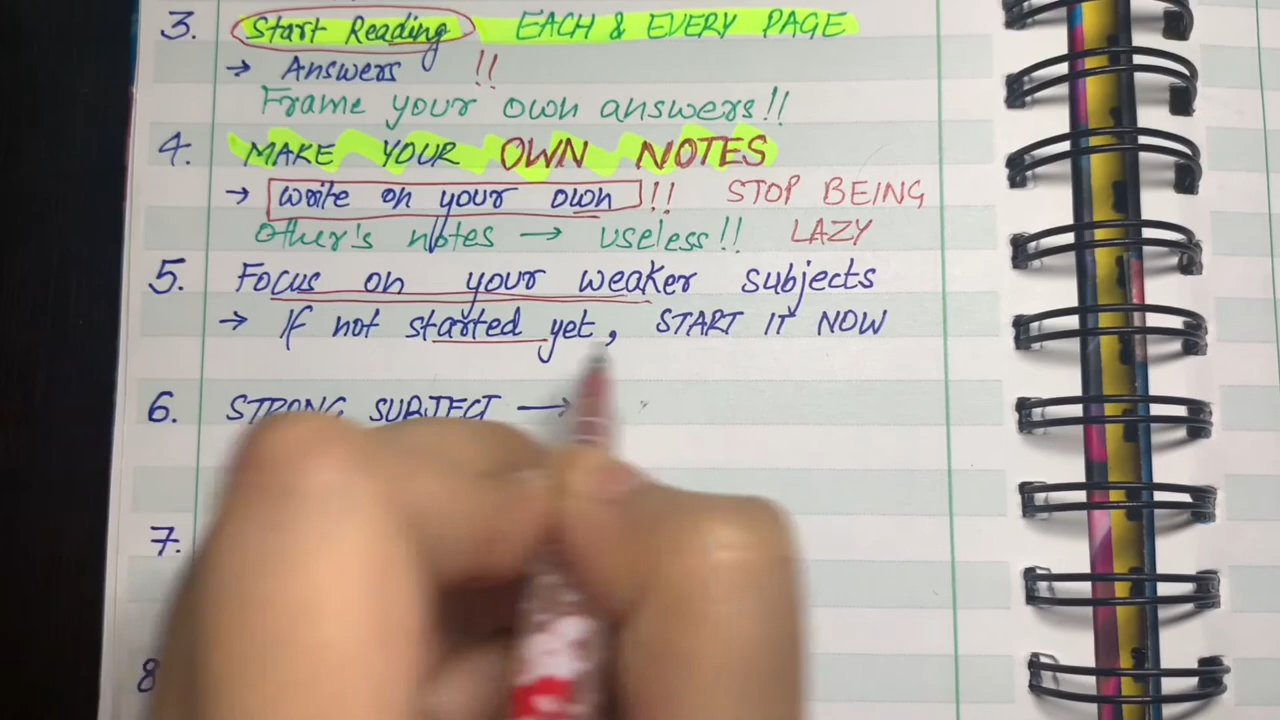 3. Start Reading EACH & EVERY PAGE
→ Answers !!
Frame your own answers!!
4. MAKE YOUR OWN NOTES
→ Write on your own!! STOP BEING
other's notes → useless!! LAZY
5. Focus on your weaker subjects
→ If not started yet, START IT NOW
6. STRONG SUBJECT →
7.
8